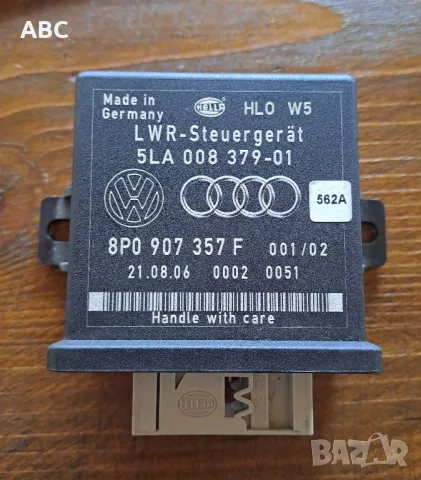 ABC
Made in
Germany
HELLA
HLO W5
LWR-Steuergerät
5LA 008 379-01
562A
8P0 907 357 F 001/02
21.08.06 0002 0051
Handle with care
HELLA
BAZAR